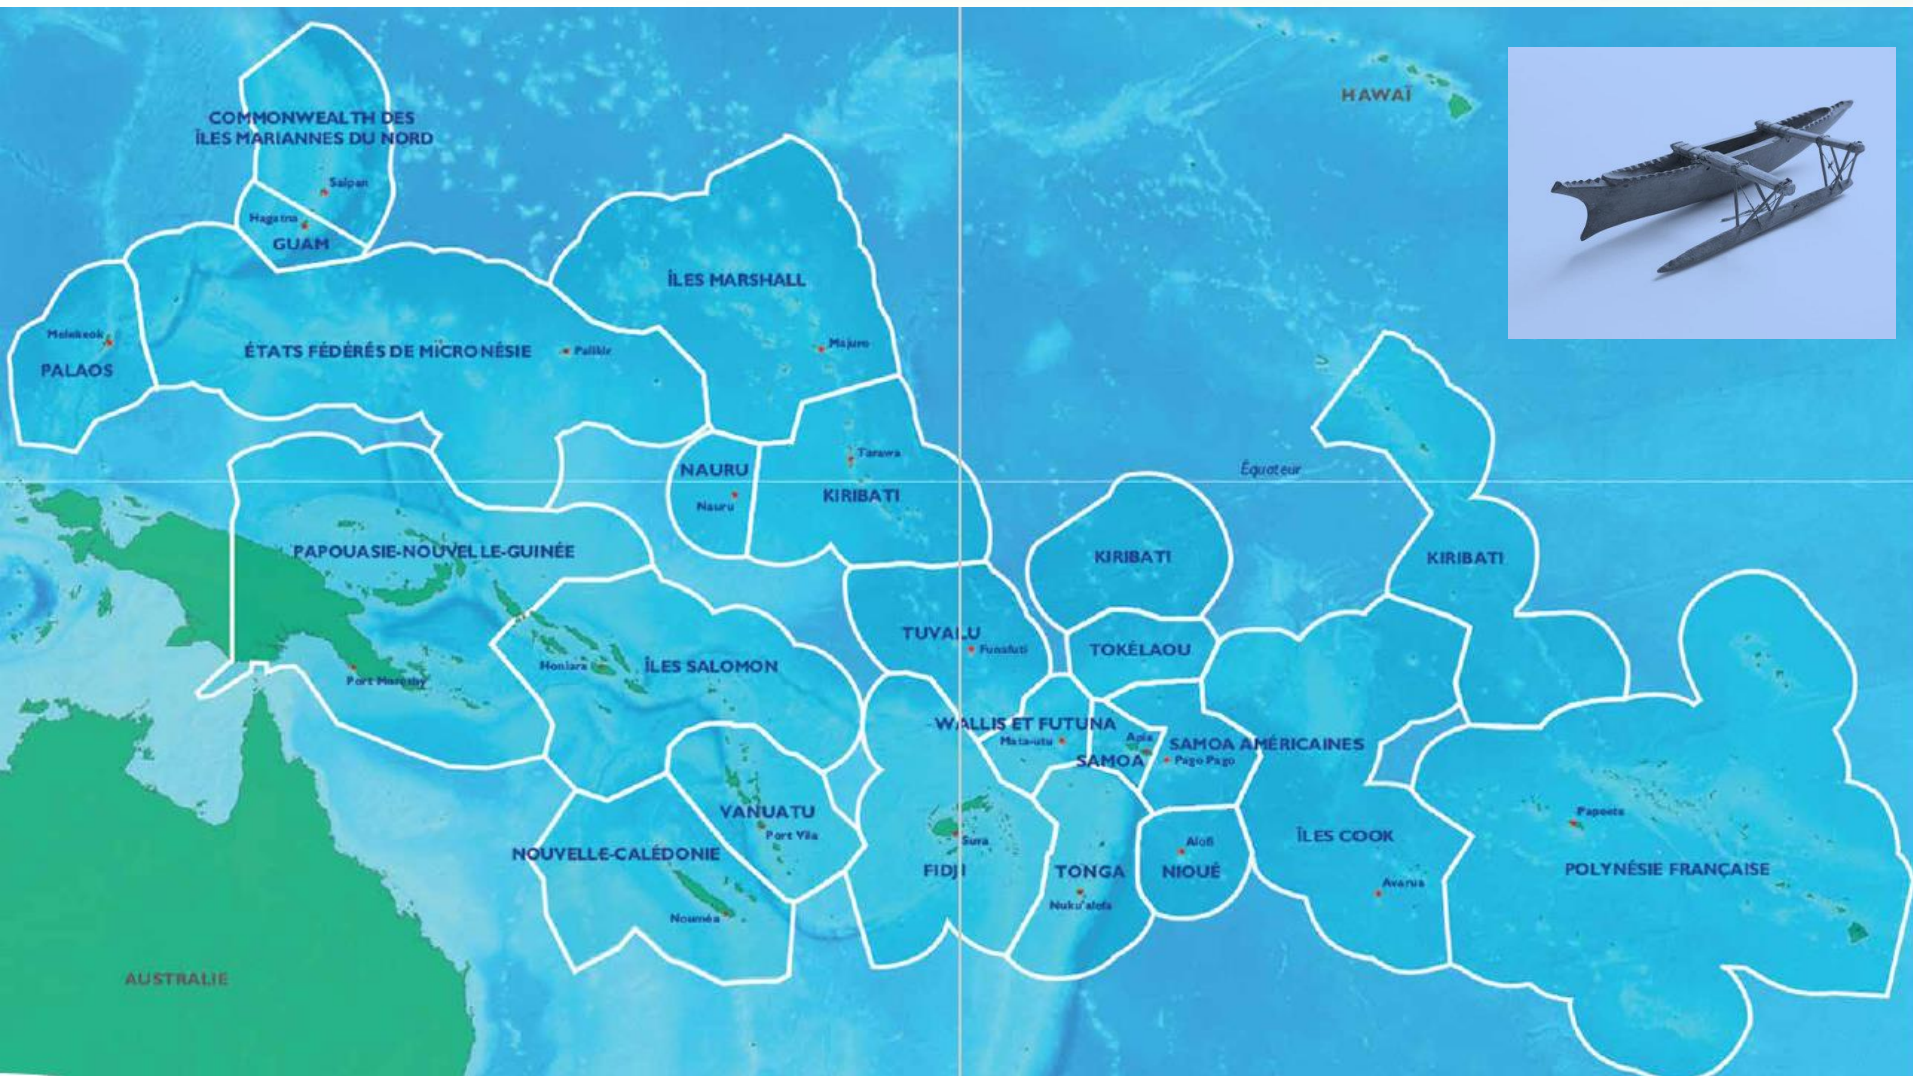 HAWAÏ
COMMONWEALTH DES
ÎLES MARIANNES DU NORD
Saipan
Hagatna
GUAM
ÎLES MARSHALL
Melekeok
PALAOS
ÉTATS FÉDÉRÉS DE MICRONÉSIE
Palikir
Majuro
NAURU
Nauru
Tarawa
KIRIBATI
Équateur
PAPOUASIE-NOUVELLE-GUINÉE
KIRIBATI
KIRIBATI
Port Moresby
Honiara
ÎLES SALOMON
TUVALU
Funafuti
TOKÉLAOU
WALLIS ET FUTUNA
Mata-utu
Apia
SAMOA
SAMOA AMÉRICAINES
Pago Pago
VANUATU
Port Vila
NOUVELLE-CALÉDONIE
Nouméa
Suva
FIDJI
TONGA
Nuku'alofa
Alofi
NIOUÉ
ÎLES COOK
Avarua
Papeete
POLYNÉSIE FRANÇAISE
AUSTRALIE